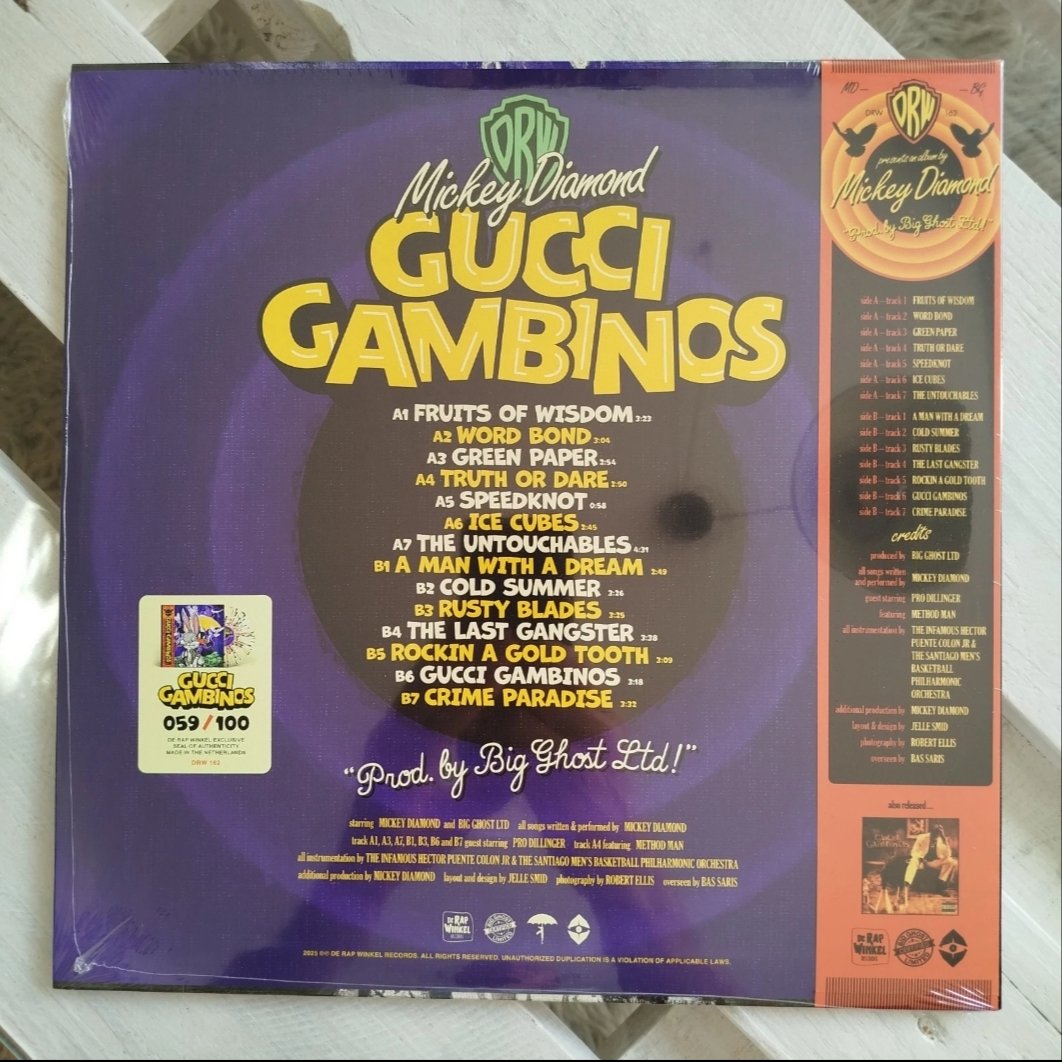 DRW
Mickey Diamond
GUCCI
GAMBINOS
A1 FRUITS OF WISDOM 3:23
A2 WORD BOND 3:04
A3 GREEN PAPER 2:54
A4 TRUTH OR DARE 2:50
A5 SPEEDKNOT 0:58
A6 ICE CUBES 2:45
A7 THE UNTOUCHABLES 4:31
B1 A MAN WITH A DREAM 2:49
B2 COLD SUMMER 3:26
B3 RUSTY BLADES 3:25
B4 THE LAST GANGSTER 3:38
B5 ROCKIN A GOLD TOOTH 3:09
B6 GUCCI GAMBINOS 3:18
B7 CRIME PARADISE 3:32
"Prod. by Big Ghost Ltd!"
starring MICKEY DIAMOND and BIG GHOST LTD all songs written & performed by MICKEY DIAMOND
track A1, A3, A7, B1, B3, B6 and B7 guest starring PRO DILLINGER track A4 featuring METHOD MAN
all instrumentation by THE INFAMOUS HECTOR PUENTE COLON JR & THE SANTIAGO MEN'S BASKETBALL PHILHARMONIC ORCHESTRA
additional production by MICKEY DIAMOND layout and design by JELLE SMID photography by ROBERT ELLIS overseen by BAS SARIS
DE RAP
WINKEL
BIG GHOST
LIMITED
2025 ©℗ DE RAP WINKEL RECORDS. ALL RIGHTS RESERVED. UNAUTHORIZED DUPLICATION IS A VIOLATION OF APPLICABLE LAWS.
GUCCI
GAMBINOS
059 / 100
DE RAP WINKEL EXCLUSIVE
SEAL OF AUTHENTICITY
MADE IN THE NETHERLANDS
DRW 162
MD— —BG
DRW 162
DRW
presents an album by
Mickey Diamond
"Prod. by Big Ghost Ltd!"
side A — track 1 FRUITS OF WISDOM
side A — track 2 WORD BOND
side A — track 3 GREEN PAPER
side A — track 4 TRUTH OR DARE
side A — track 5 SPEEDKNOT
side A — track 6 ICE CUBES
side A — track 7 THE UNTOUCHABLES
side B — track 1 A MAN WITH A DREAM
side B — track 2 COLD SUMMER
side B — track 3 RUSTY BLADES
side B — track 4 THE LAST GANGSTER
side B — track 5 ROCKIN A GOLD TOOTH
side B — track 6 GUCCI GAMBINOS
side B — track 7 CRIME PARADISE
credits
produced by BIG GHOST LTD
all songs written
and performed by MICKEY DIAMOND
guest starring PRO DILLINGER
featuring METHOD MAN
all instrumentation by THE INFAMOUS HECTOR
PUENTE COLON JR &
THE SANTIAGO MEN'S
BASKETBALL
PHILHARMONIC
ORCHESTRA
additional production by MICKEY DIAMOND
layout & design by JELLE SMID
photography by ROBERT ELLIS
overseen by BAS SARIS
also released....
GUCCI
GAMBINOS
DE RAP
WINKEL
BIG GHOST
LIMITED